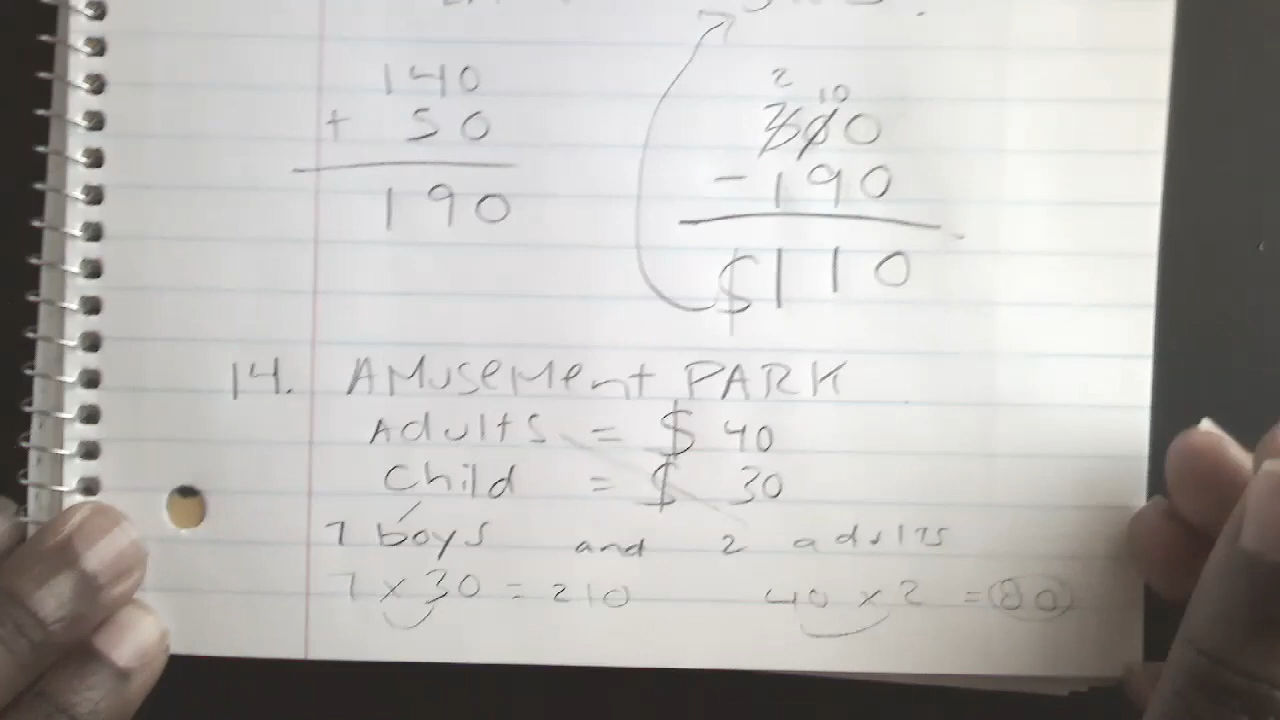 140
+ 50
190
2 10
300
- 190
$110
14. AMusement PARK
Adults = $ 40
Child = $ 30
7 boys and 2 adults
7 x 30 = 210 40 x 2 = 80